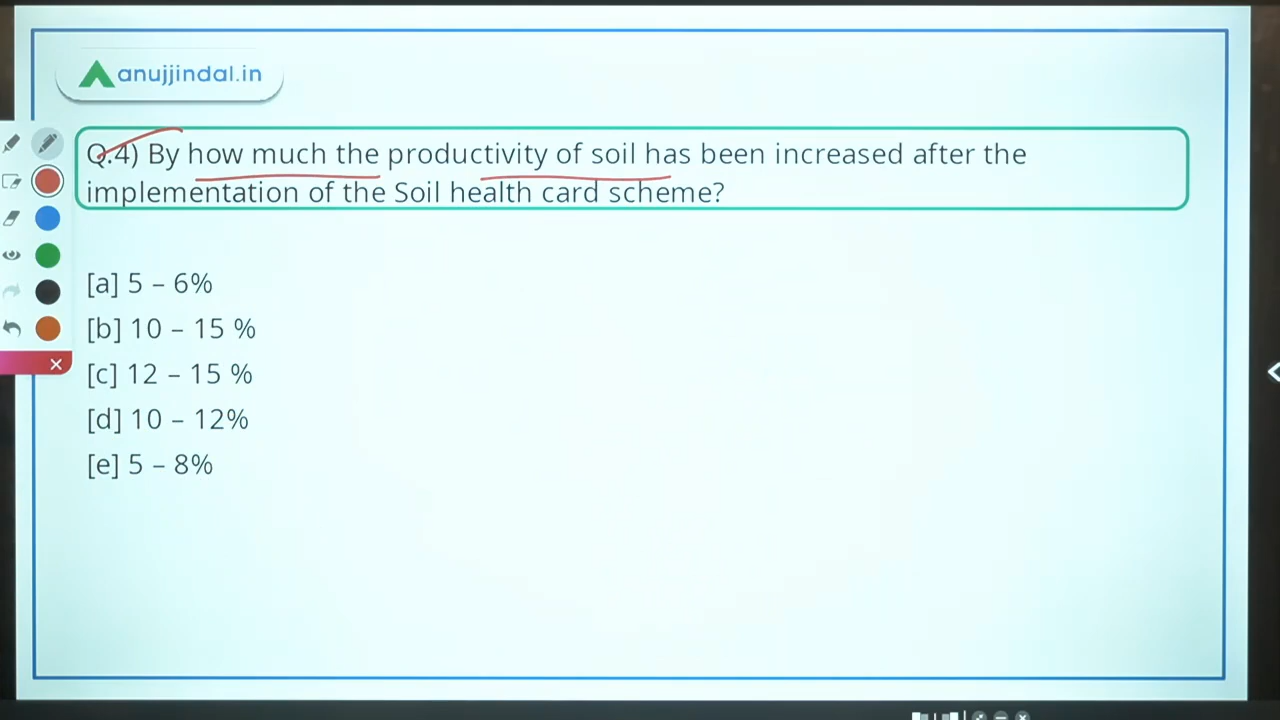 anujjindal.in
Q.4) By how much the productivity of soil has been increased after the
implementation of the Soil health card scheme?
[a] 5 – 6%
[b] 10 – 15 %
[c] 12 – 15 %
[d] 10 – 12%
[e] 5 – 8%